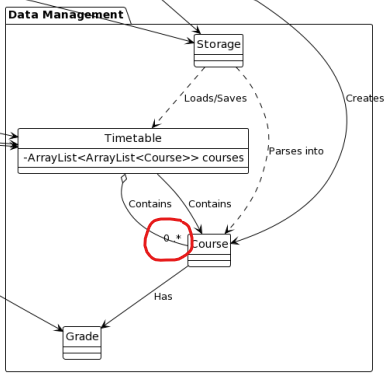 Data Management
Storage
Loads/Saves
Creates
Timetable
-ArrayList<ArrayList<Course>> courses
Parses into
Contains
Contains
0 *
Course
Has
Grade